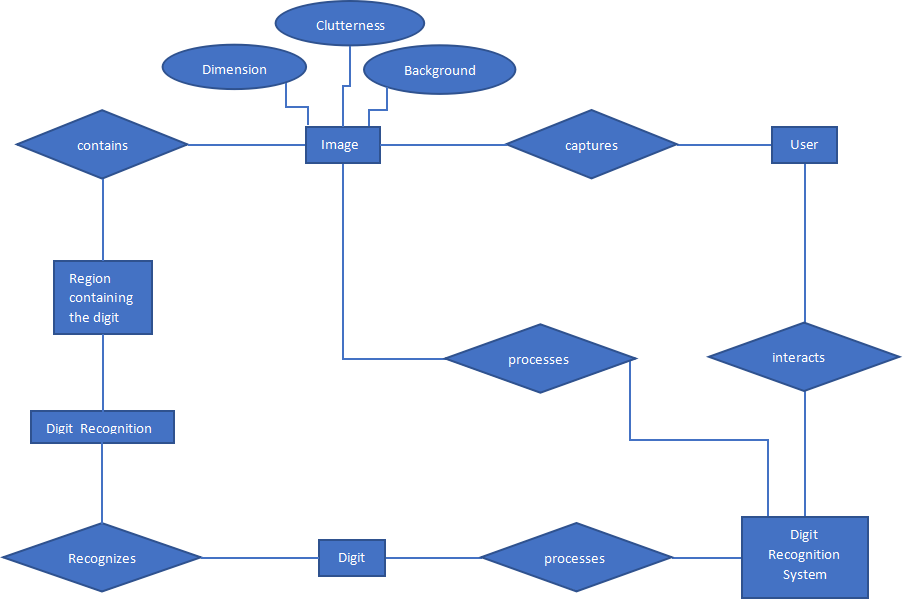 Clutterness
Dimension
Background
contains
Image
captures
User
Region
containing
the digit
processes
interacts
Digit Recognition
Recognizes
Digit
processes
Digit
Recognition
System